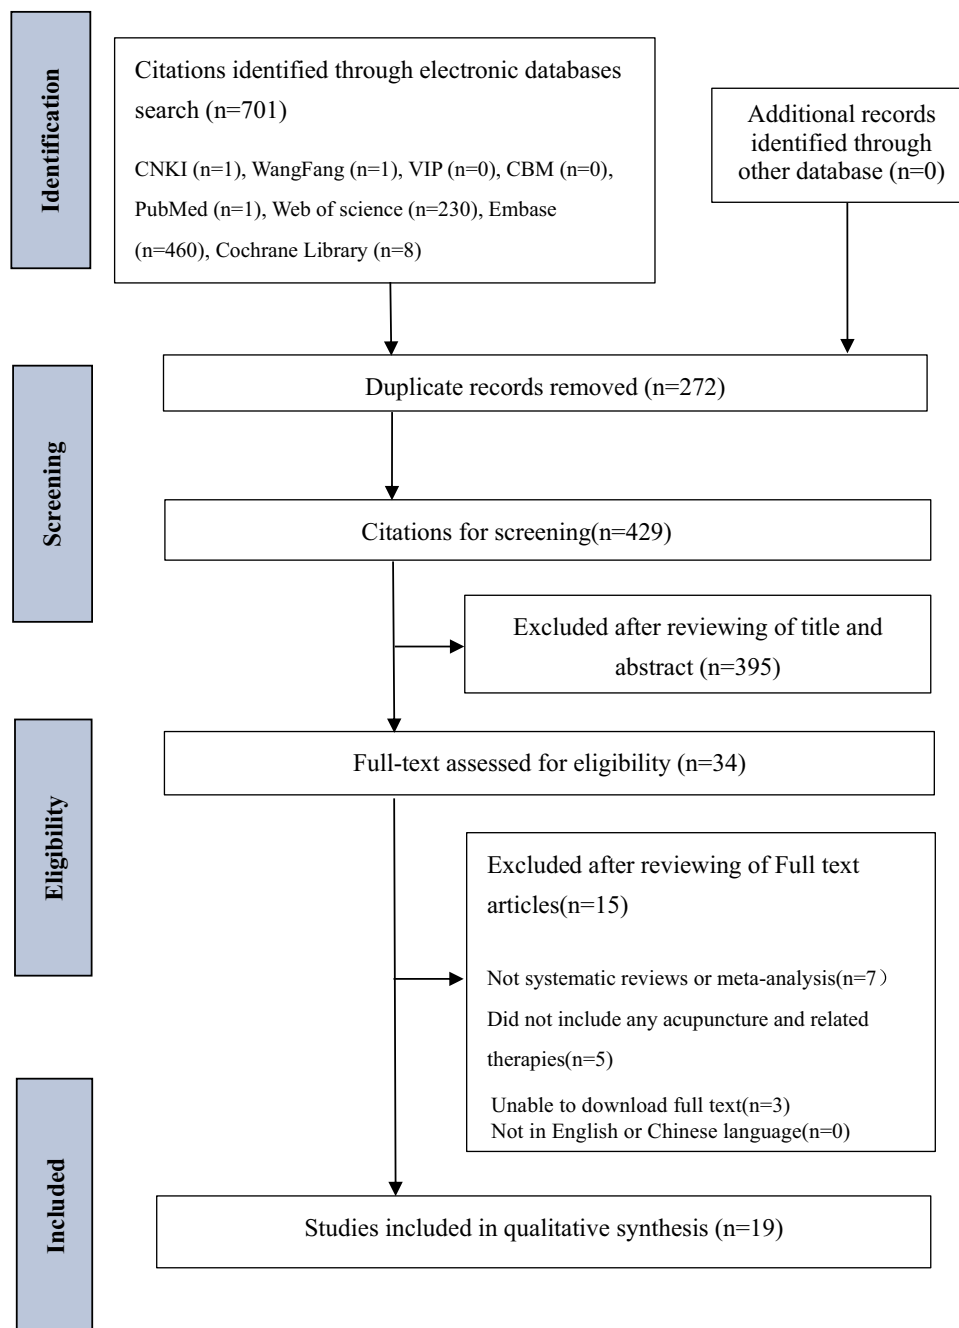 Identification
Citations identified through electronic databases
search (n=701)
CNKI (n=1), WangFang (n=1), VIP (n=0), CBM (n=0),
PubMed (n=1), Web of science (n=230), Embase
(n=460), Cochrane Library (n=8)
Additional records
identified through
other database (n=0)
Screening
Duplicate records removed (n=272)
Citations for screening(n=429)
Excluded after reviewing of title and
abstract (n=395)
Eligibility
Full-text assessed for eligibility (n=34)
Excluded after reviewing of Full text
articles(n=15)
Not systematic reviews or meta-analysis(n=7）
Did not include any acupuncture and related
therapies(n=5)
Unable to download full text(n=3)
Not in English or Chinese language(n=0)
Included
Studies included in qualitative synthesis (n=19)